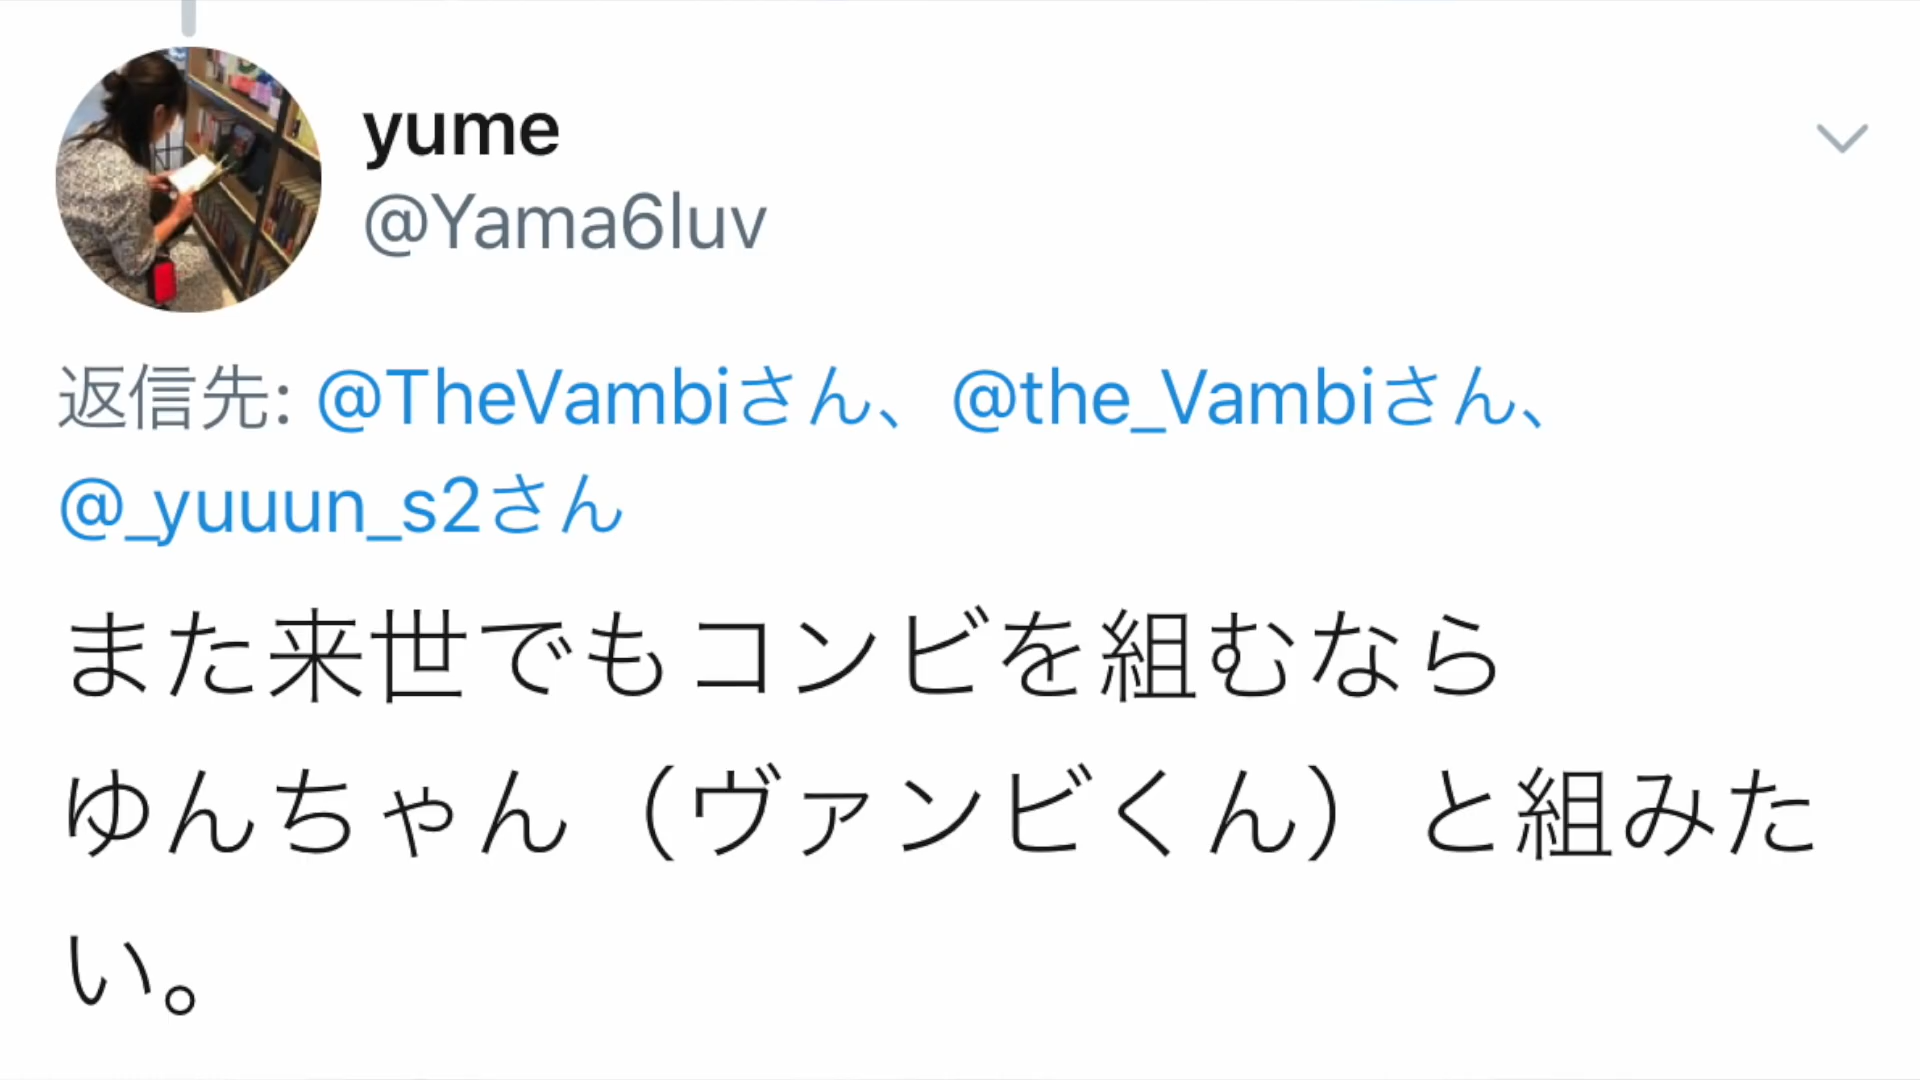 yume
@Yama6luv
返信先: @TheVambiさん、@the_Vambiさん、
@_yuuun_s2さん
また来世でもコンビを組むなら
ゆんちゃん（ヴァンビくん）と組みた
い。